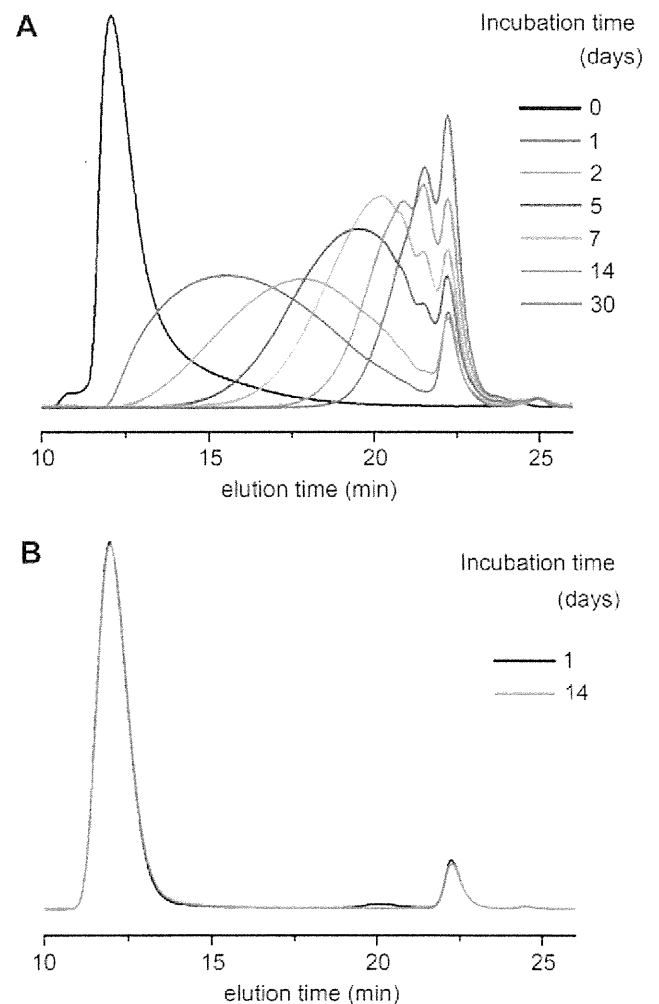 A
Incubation time
(days)
0
1
2
5
7
14
30
10 15 20 25
elution time (min)
B
Incubation time
(days)
1
14
10 15 20 25
elution time (min)